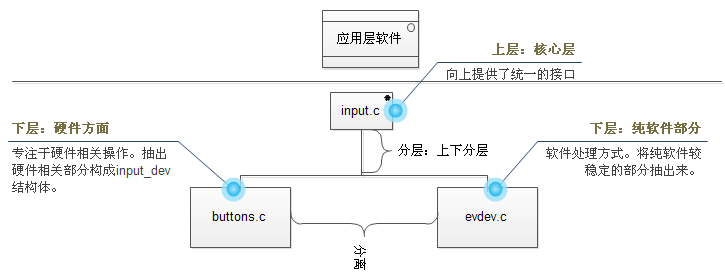 应用层软件
上层：核心层
向上提供了统一的接口
input.c
下层：硬件方面
专注于硬件相关操作。抽出
硬件相关部分构成input_dev
结构体。
分层：上下分层
下层：纯软件部分
软件处理方式。将纯软件较
稳定的部分抽出来。
buttons.c
evdev.c
分离